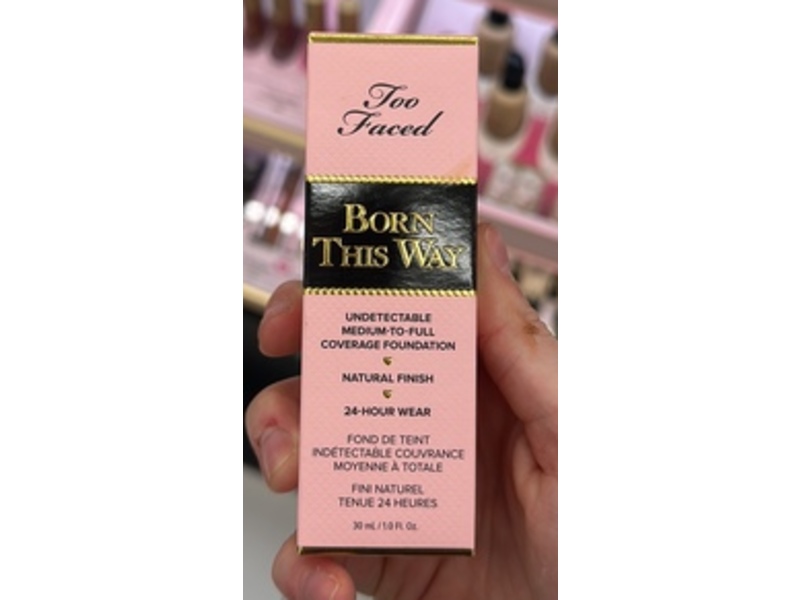 Too
Faced
BORN
THIS WAY
UNDETECTABLE
MEDIUM-TO-FULL
COVERAGE FOUNDATION
NATURAL FINISH
24-HOUR WEAR
FOND DE TEINT
INDÉTECTABLE COUVRANCE
MOYENNE À TOTALE
FINI NATUREL
TENUE 24 HEURES
30 mL / 1.0 Fl. Oz.